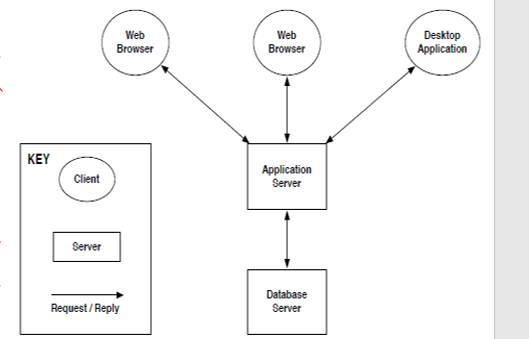 Web
Browser
Web
Browser
Desktop
Application
KEY
Client
Server
Request / Reply
Application
Server
Database
Server